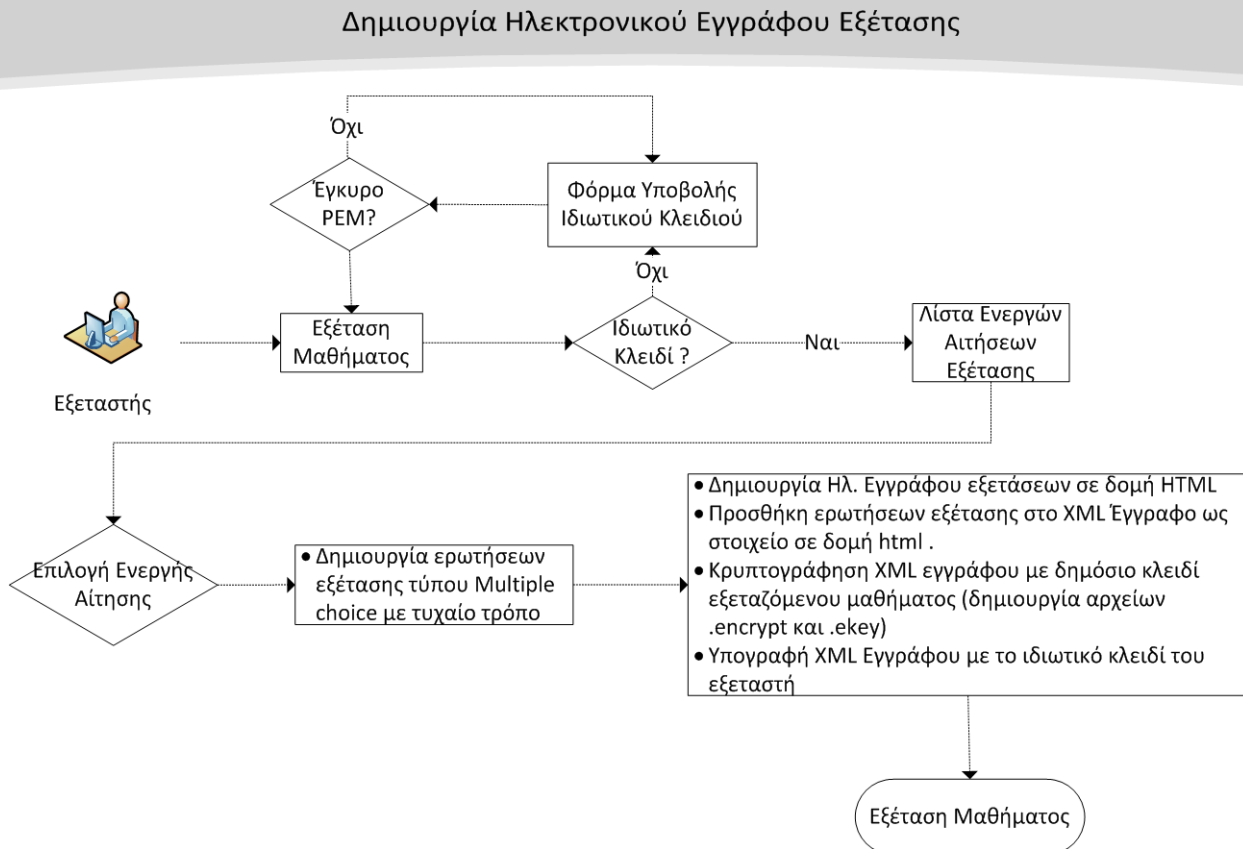 Δημιουργία Ηλεκτρονικού Εγγράφου Εξέτασης
Όχι
Έγκυρο
PEM?
Φόρμα Υποβολής
Ιδιωτικού Κλειδιού
Όχι
Εξέταση
Μαθήματος
Ιδιωτικό
Κλειδί ?
Ναι
Λίστα Ενεργών
Αιτήσεων
Εξέτασης
Εξεταστής
Επιλογή Ενεργής
Αίτησης
• Δημιουργία ερωτήσεων
εξέτασης τύπου Multiple
choice με τυχαίο τρόπο
• Δημιουργία Ηλ. Εγγράφου εξετάσεων σε δομή HTML
• Προσθήκη ερωτήσεων εξέτασης στο XML Έγγραφο ως
στοιχείο σε δομή html .
• Κρυπτογράφηση XML εγγράφου με δημόσιο κλειδί
εξεταζόμενου μαθήματος (δημιουργία αρχείων
.encrypt και .ekey)
• Υπογραφή XML Εγγράφου με το ιδιωτικό κλειδί του
εξεταστή
Εξέταση Μαθήματος